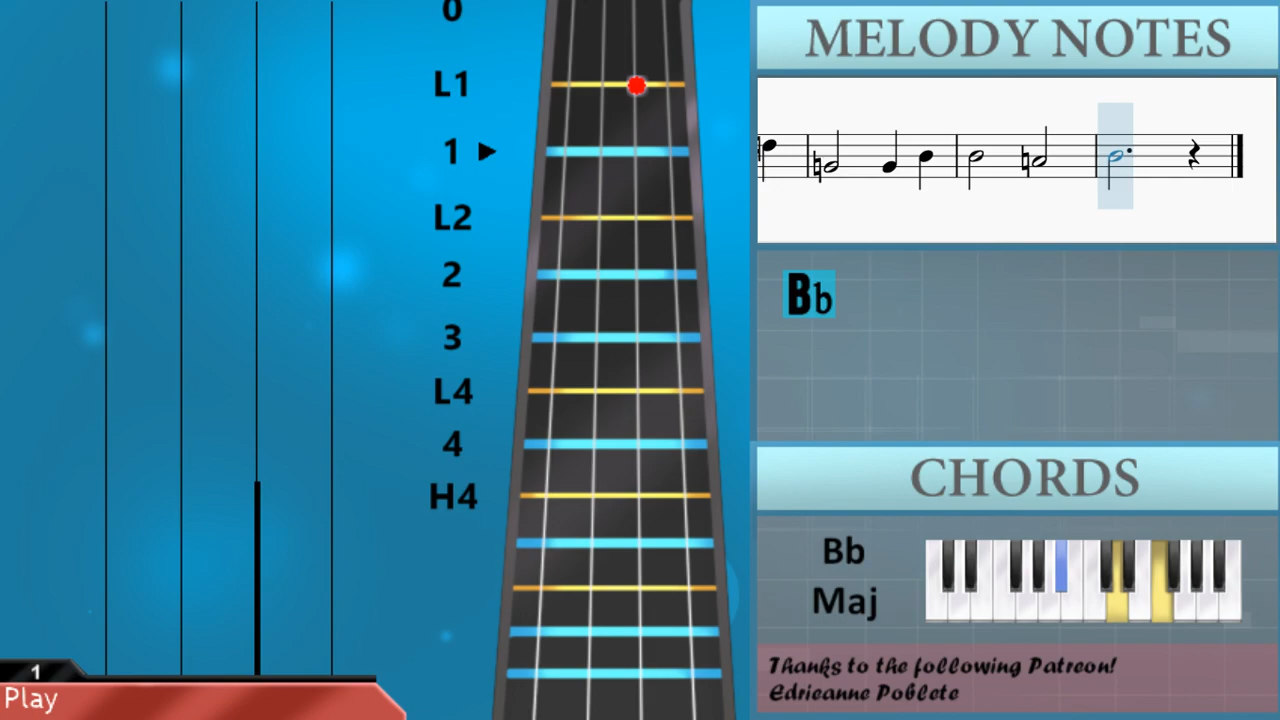 0
L1
1
L2
2
3
L4
4
H4
1
Play
MELODY NOTES
Bb
CHORDS
Bb
Maj
Thanks to the following Patreon!
Edrieanne Poblete